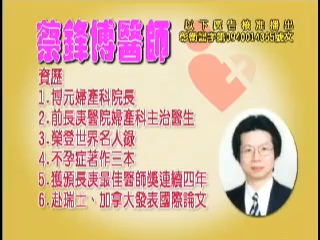 以下廣告核准播出
蔡鋒博醫師
資歷
1.博元婦產科院長
2.前長庚醫院婦產科主治醫生
3.榮登世界名人錄
4.不孕症著作三本
5.獲頒長庚最佳醫師獎連續四年
6.赴瑞士、加拿大發表國際論文